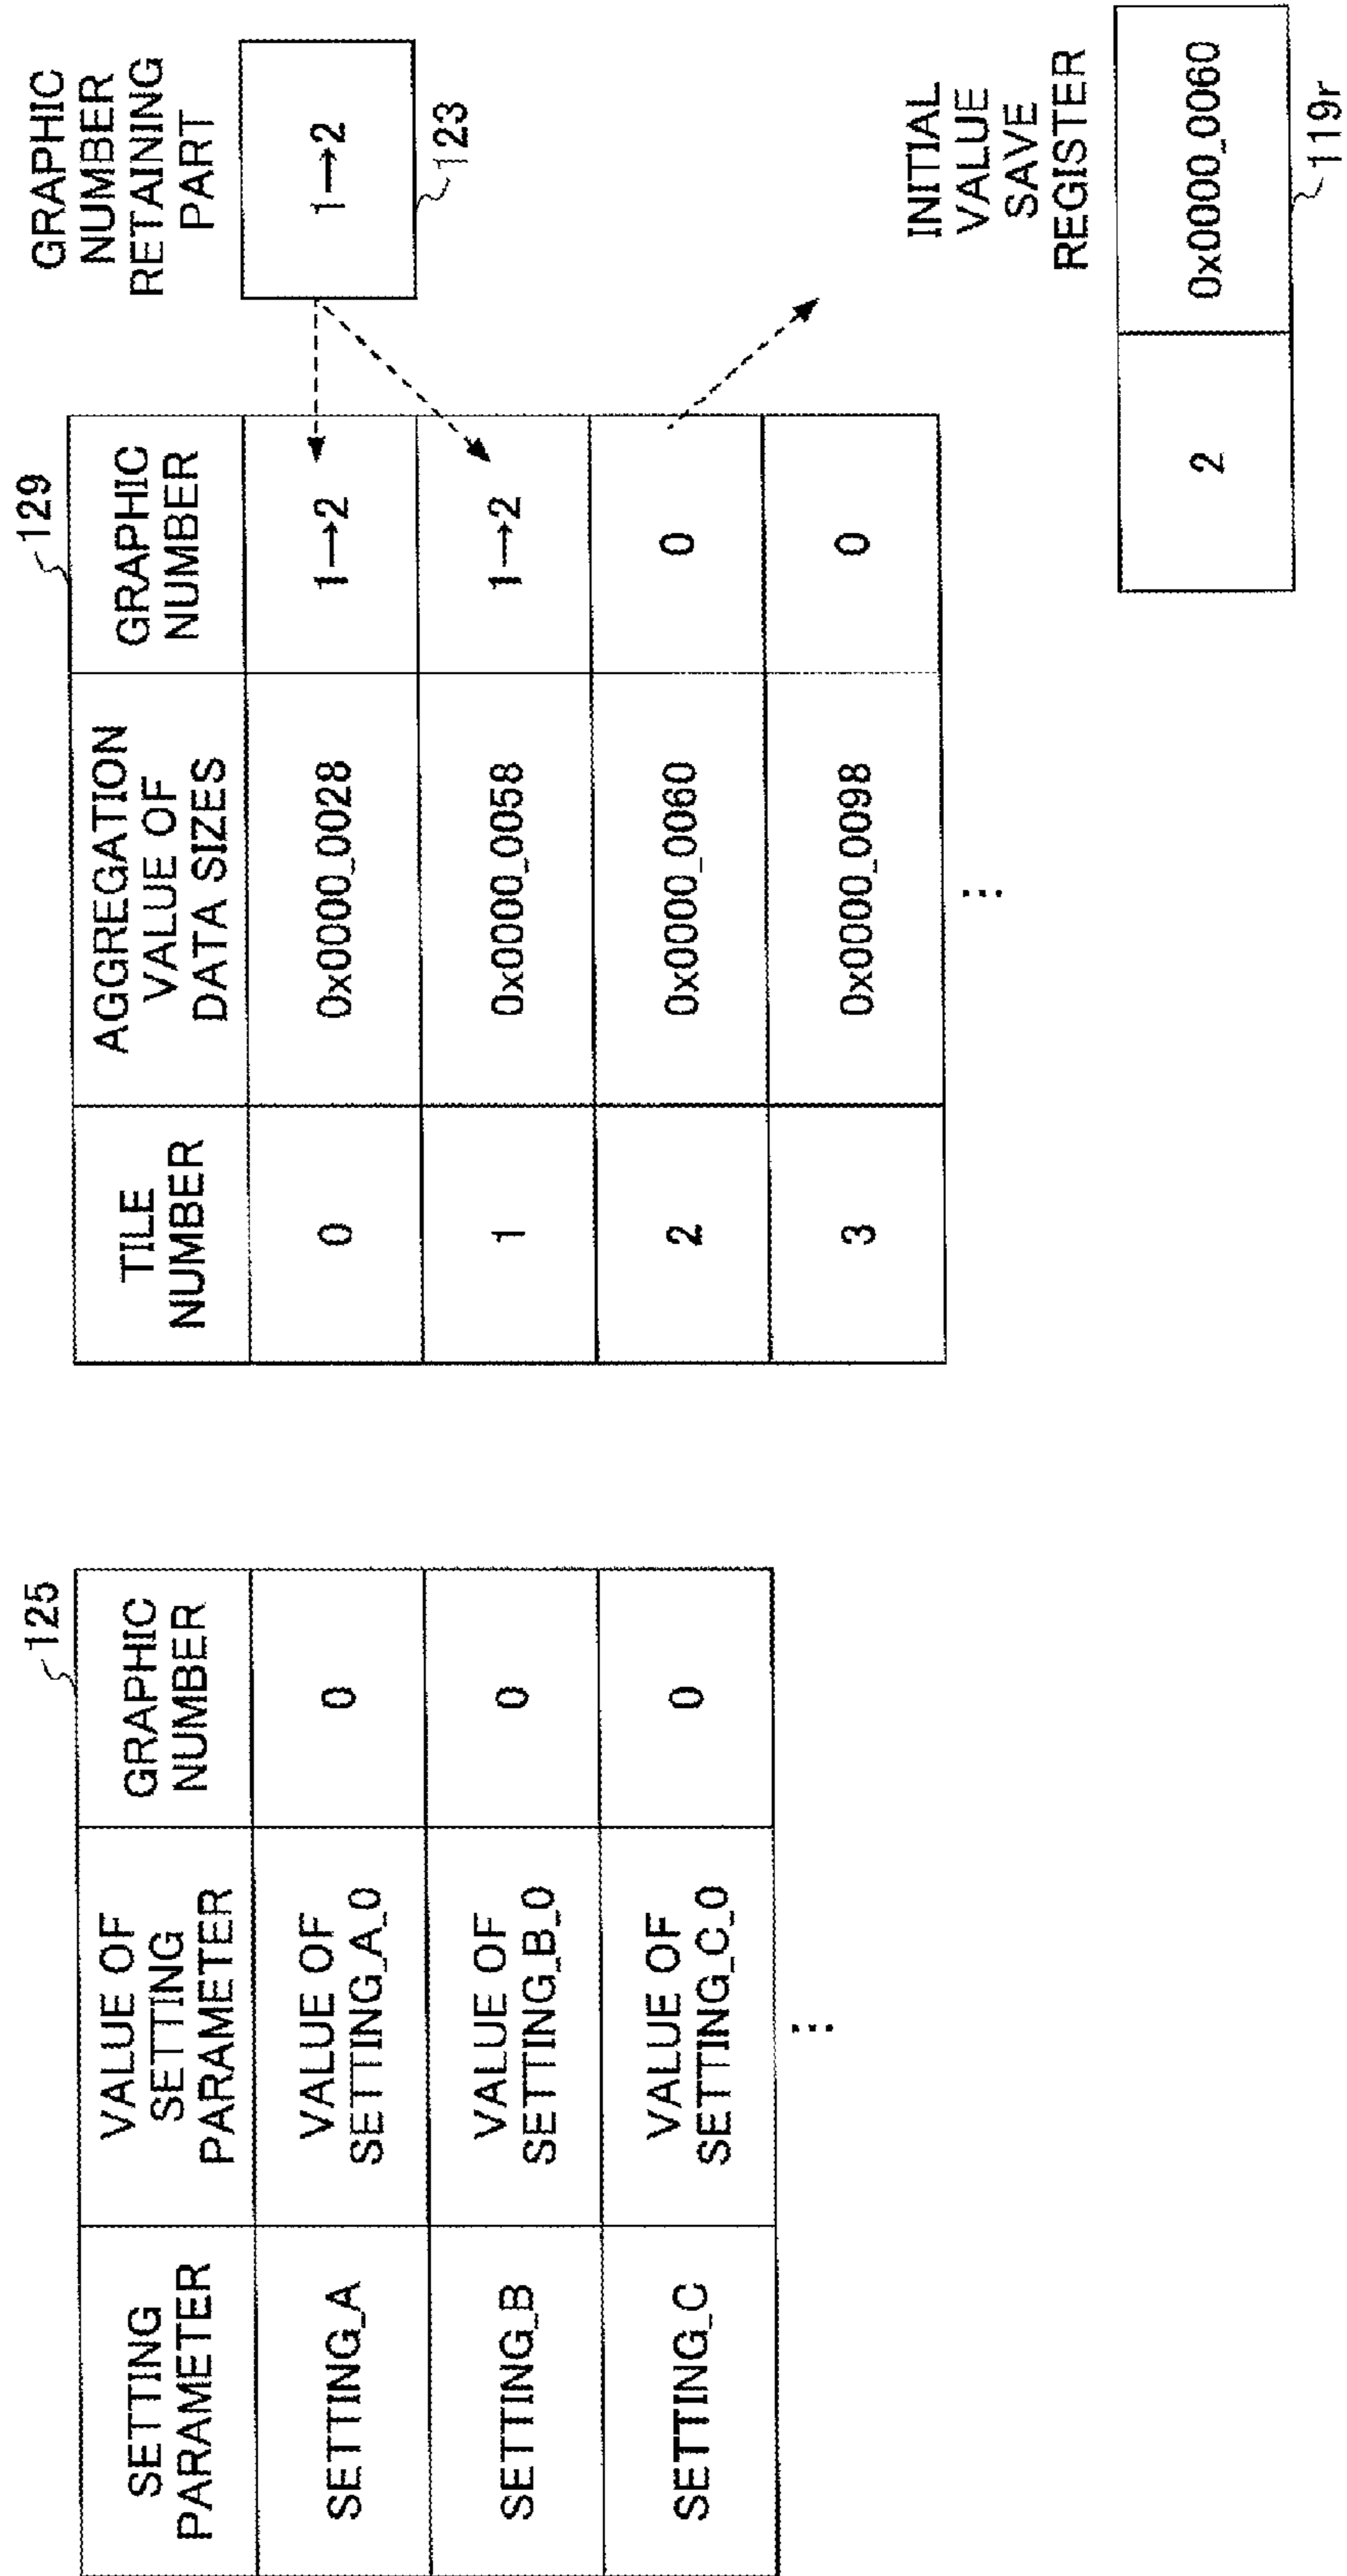 125
SETTING
PARAMETER
VALUE OF
SETTING
PARAMETER
GRAPHIC
NUMBER
SETTING_A
VALUE OF
SETTING_A_0
0
SETTING_B
VALUE OF
SETTING_B_0
0
SETTING_C
VALUE OF
SETTING_C_0
0
...
129
TILE
NUMBER
AGGREGATION
VALUE OF
DATA SIZES
GRAPHIC
NUMBER
0
0x0000_0028
1→2
1
0x0000_0058
1→2
2
0x0000_0060
0
3
0x0000_0098
0
...
GRAPHIC
NUMBER
RETAINING
PART
1→2
123
INITIAL
VALUE
SAVE
REGISTER
2
0x0000_0060
119r